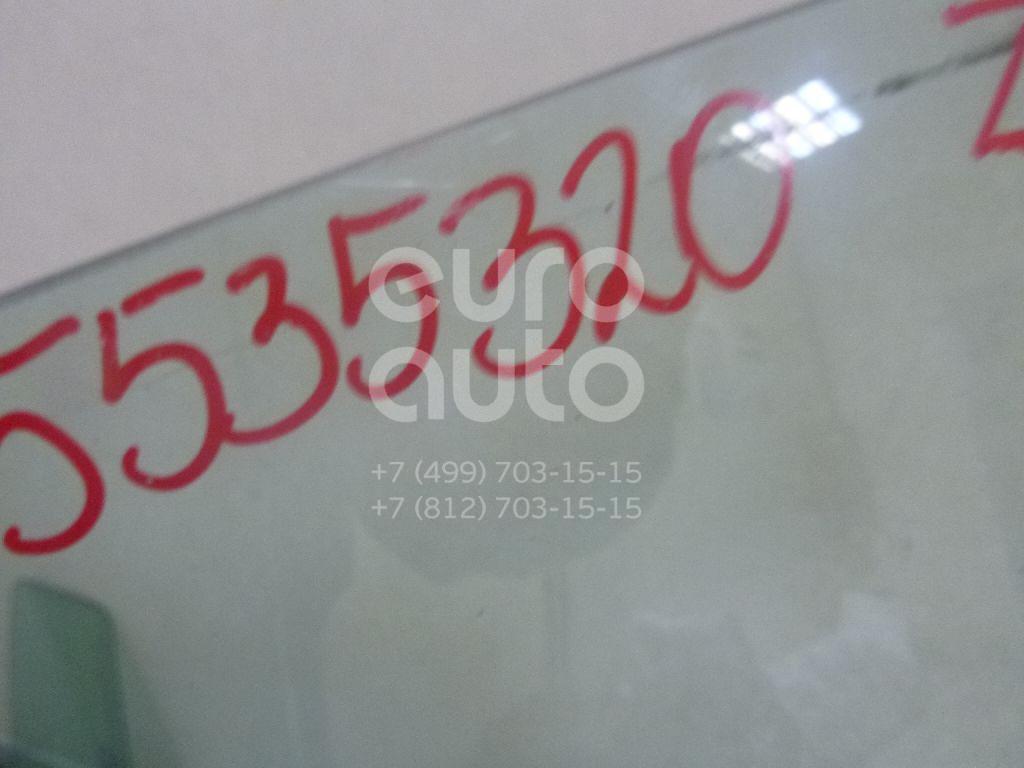 5535320
euro
auto
+7 (499) 703-15-15
+7 (812) 703-15-15